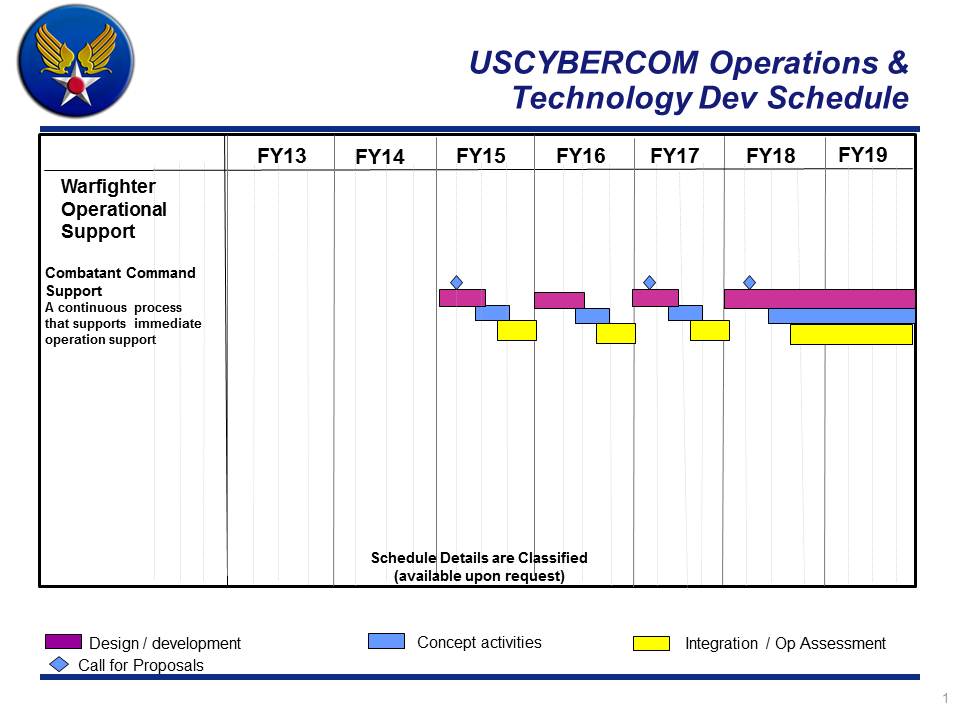 USCYBERCOM Operations &
Technology Dev Schedule
FY13 FY14 FY15 FY16 FY17 FY18 FY19
Warfighter
Operational
Support
Combatant Command
Support
A continuous process
that supports immediate
operation support
Schedule Details are Classified
(available upon request)
Design / development
Concept activities
Integration / Op Assessment
Call for Proposals
1